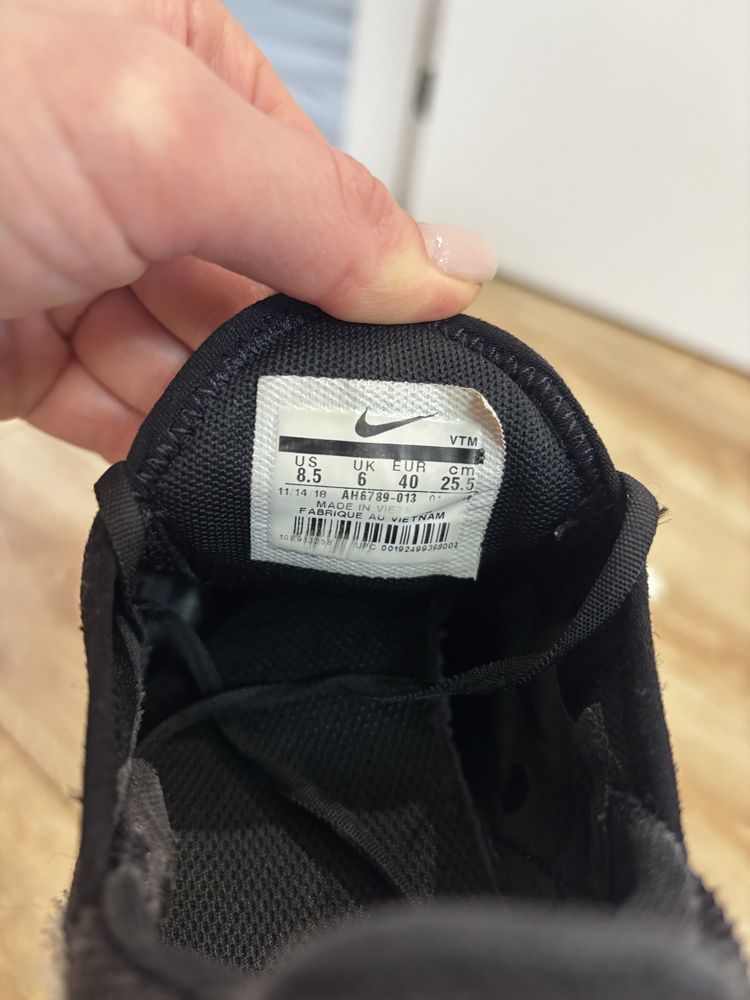 VTM
US UK EUR cm
8.5 6 40 25.5
11/14/18 AH6789-013 01
MADE IN VIETNAM
FABRIQUE AU VIETNAM
UPC